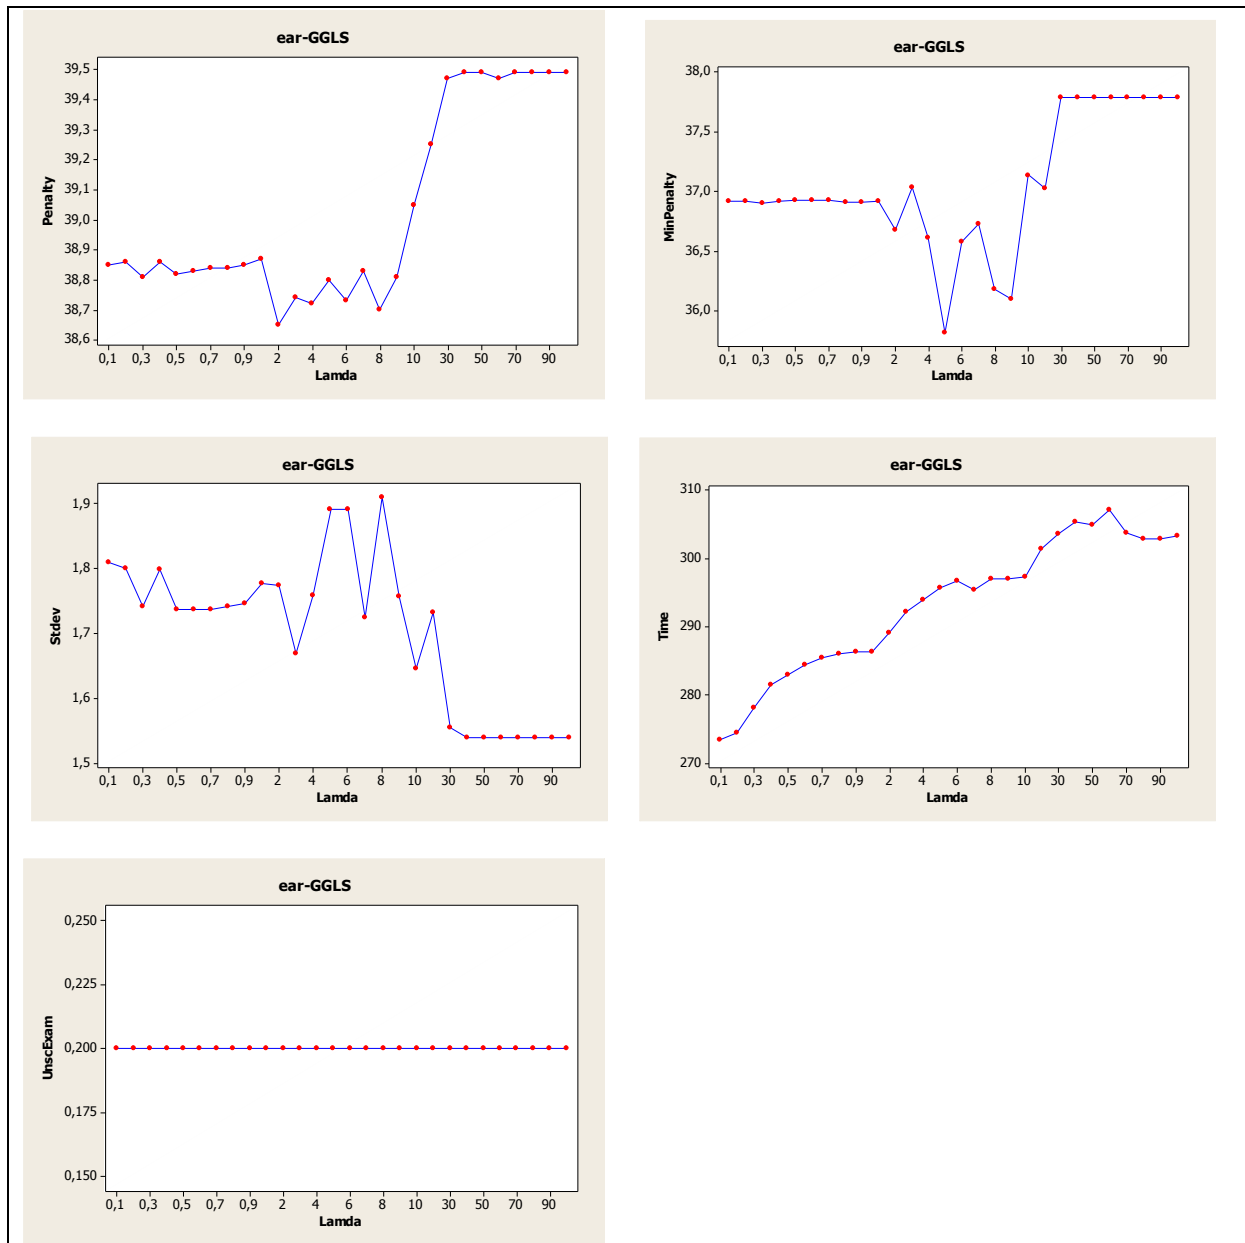 ear-GGLS
39,5
39,4
39,3
39,2
39,1
39,0
38,9
38,8
38,7
38,6
Penalty
0,1 0,3 0,5 0,7 0,9 2 4 6 8 10 30 50 70 90
Lamda
ear-GGLS
38,0
37,5
37,0
36,5
36,0
MinPenalty
0,1 0,3 0,5 0,7 0,9 2 4 6 8 10 30 50 70 90
Lamda
ear-GGLS
1,9
1,8
1,7
1,6
1,5
Stdev
0,1 0,3 0,5 0,7 0,9 2 4 6 8 10 30 50 70 90
Lamda
ear-GGLS
310
300
290
280
270
Time
0,1 0,3 0,5 0,7 0,9 2 4 6 8 10 30 50 70 90
Lamda
ear-GGLS
0,250
0,225
0,200
0,175
0,150
UnscExam
0,1 0,3 0,5 0,7 0,9 2 4 6 8 10 30 50 70 90
Lamda